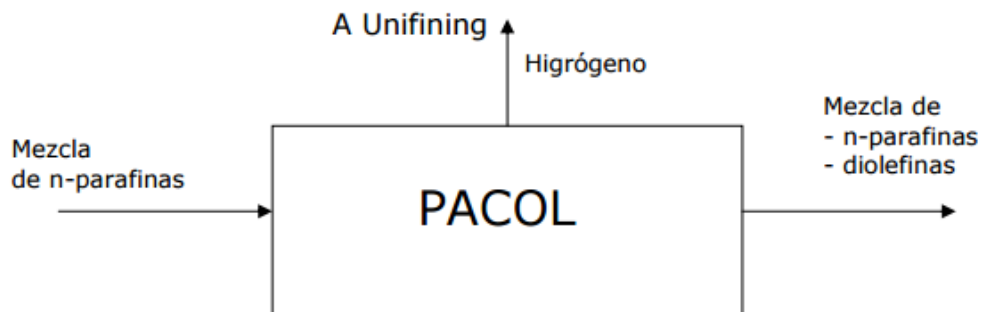 A Unifining
Higrógeno
Mezcla
de n-parafinas
PACOL
Mezcla de
- n-parafinas
- diolefinas